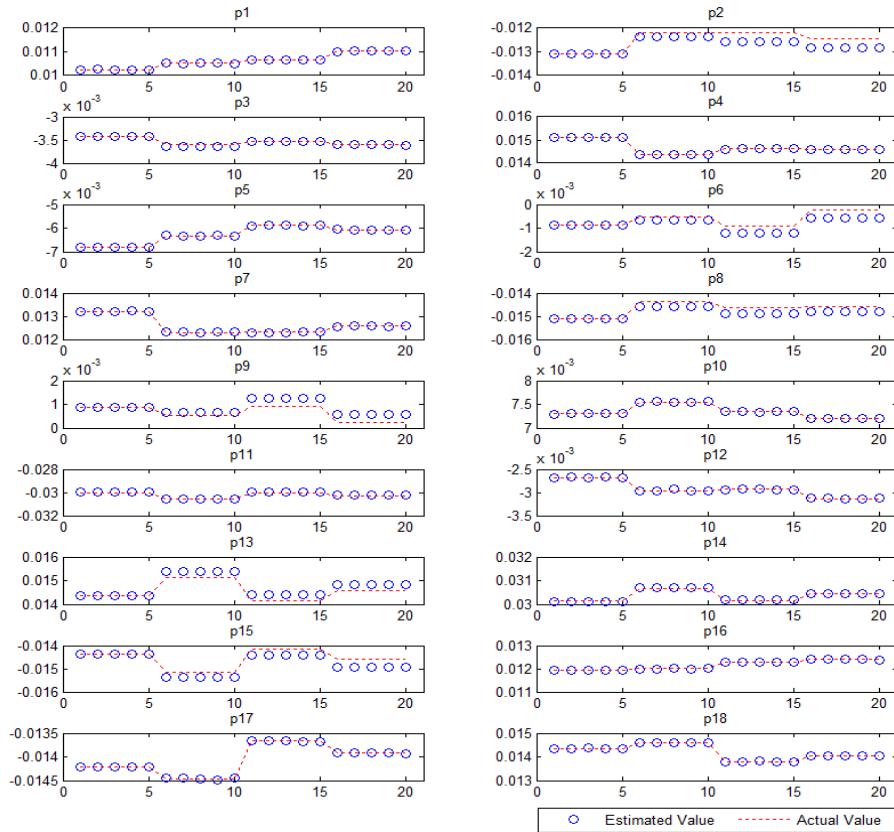 p1
0.012
0.011
0.01
0 5 10 15 20
p2
-0.012
-0.013
-0.014
0 5 10 15 20
x 10^-3
p3
-3
-3.5
-4
0 5 10 15 20
p4
0.016
0.015
0.014
0 5 10 15 20
x 10^-3
p5
-5
-6
-7
0 5 10 15 20
x 10^-3
p6
0
-1
-2
0 5 10 15 20
p7
0.014
0.013
0.012
0 5 10 15 20
p8
-0.014
-0.015
-0.016
0 5 10 15 20
x 10^-3
p9
2
1
0
0 5 10 15 20
x 10^-3
p10
8
7.5
7
0 5 10 15 20
p11
-0.028
-0.03
-0.032
0 5 10 15 20
x 10^-3
p12
-2.5
-3
-3.5
0 5 10 15 20
p13
0.016
0.015
0.014
0 5 10 15 20
p14
0.032
0.031
0.03
0 5 10 15 20
p15
-0.014
-0.015
-0.016
0 5 10 15 20
p16
0.013
0.012
0.011
0 5 10 15 20
p17
-0.0135
-0.014
-0.0145
0 5 10 15 20
p18
0.015
0.014
0.013
0 5 10 15 20
Estimated Value
Actual Value